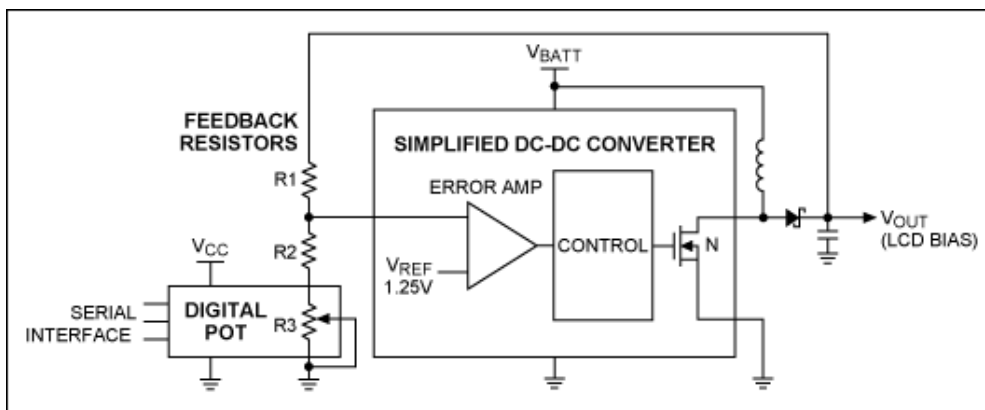 VBATT
FEEDBACK
RESISTORS
SIMPLIFIED DC-DC CONVERTER
R1
ERROR AMP
VOUT
(LCD BIAS)
R2
CONTROL
N
VCC
VREF
1.25V
SERIAL
INTERFACE
DIGITAL
POT
R3